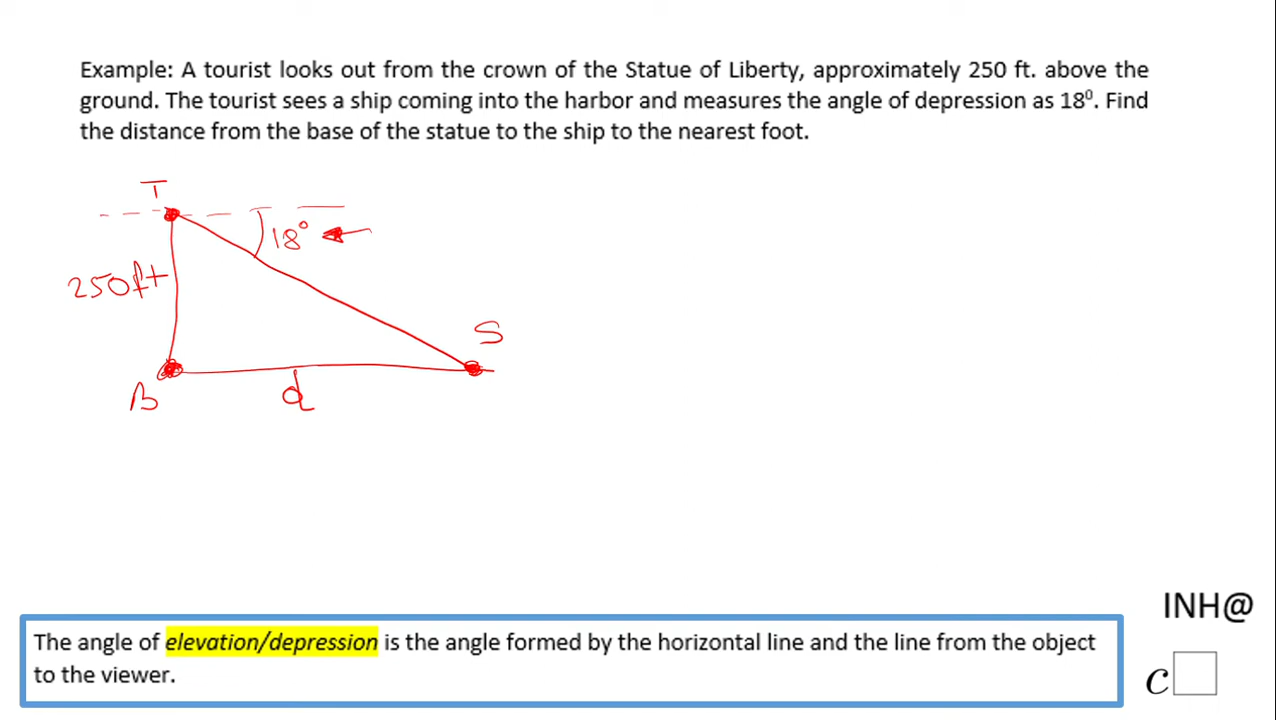 Example: A tourist looks out from the crown of the Statue of Liberty, approximately 250 ft. above the
ground. The tourist sees a ship coming into the harbor and measures the angle of depression as 18⁰. Find
the distance from the base of the statue to the ship to the nearest foot.
T
18°
250ft
S
B
d
INH@
The angle of elevation/depression is the angle formed by the horizontal line and the line from the object
to the viewer.
c